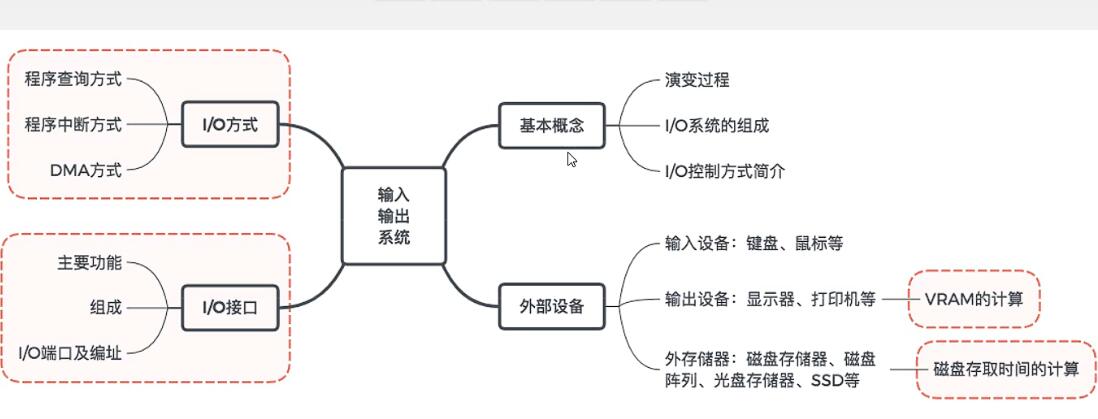 程序查询方式
程序中断方式
DMA方式
I/O方式
主要功能
组成
I/O端口及编址
I/O接口
输入
输出
系统
基本概念
演变过程
I/O系统的组成
I/O控制方式简介
外部设备
输入设备：键盘、鼠标等
输出设备：显示器、打印机等
VRAM的计算
外存储器：磁盘存储器、磁盘
阵列、光盘存储器、SSD等
磁盘存取时间的计算